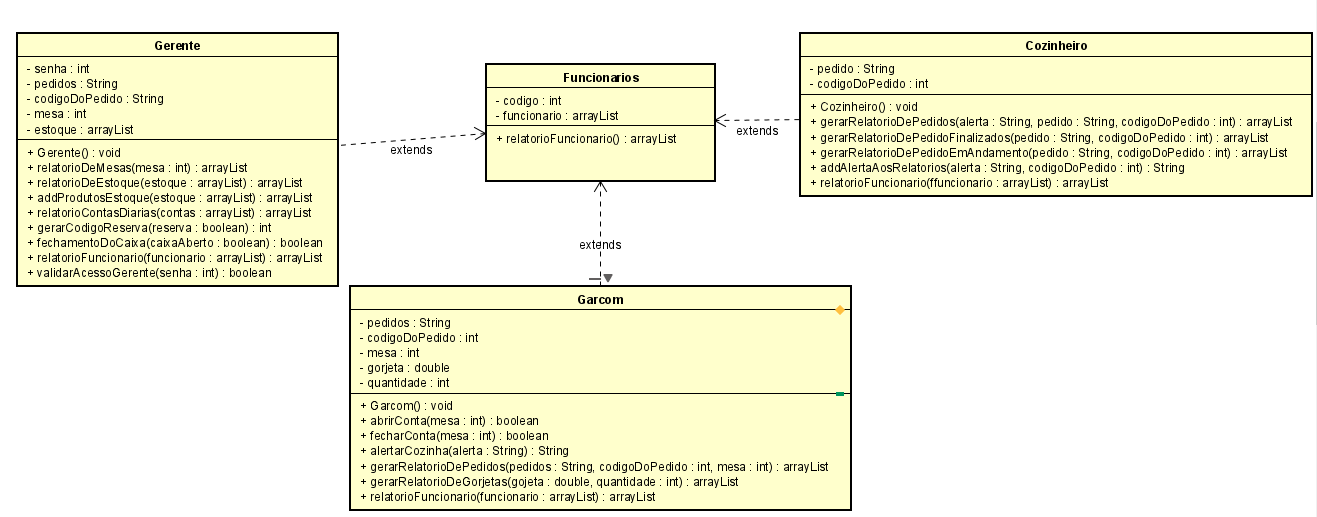 Gerente
- senha : int
- pedidos : String
- codigoDoPedido : String
- mesa : int
- estoque : arrayList
+ Gerente() : void
+ relatorioDeMesas(mesa : int) : arrayList
+ relatorioDeEstoque(estoque : arrayList) : arrayList
+ addProdutosEstoque(estoque : arrayList) : arrayList
+ relatorioContasDiarias(contas : arrayList) : arrayList
+ gerarCodigoReserva(reserva : boolean) : int
+ fechamentoDoCaixa(caixaAberto : boolean) : boolean
+ relatorioFuncionario(funcionario : arrayList) : arrayList
+ validarAcessoGerente(senha : int) : boolean
extends
Funcionarios
- codigo : int
- funcionario : arrayList
+ relatorioFuncionario() : arrayList
extends
Cozinheiro
- pedido : String
- codigoDoPedido : int
+ Cozinheiro() : void
+ gerarRelatorioDePedidos(alerta : String, pedido : String, codigoDoPedido : int) : arrayList
+ gerarRelatorioDePedidoFinalizados(pedido : String, codigoDoPedido : int) : arrayList
+ gerarRelatorioDePedidoEmAndamento(pedido : String, codigoDoPedido : int) : arrayList
+ addAlertaAosRelatorios(alerta : String, codigoDoPedido : int) : String
+ relatorioFuncionario(ffuncionario : arrayList) : arrayList
extends
Garcom
- pedidos : String
- codigoDoPedido : int
- mesa : int
- gorjeta : double
- quantidade : int
+ Garcom() : void
+ abrirConta(mesa : int) : boolean
+ fecharConta(mesa : int) : boolean
+ alertarCozinha(alerta : String) : String
+ gerarRelatorioDePedidos(pedidos : String, codigoDoPedido : int, mesa : int) : arrayList
+ gerarRelatorioDeGorjetas(gojeta : double, quantidade : int) : arrayList
+ relatorioFuncionario(funcionario : arrayList) : arrayList